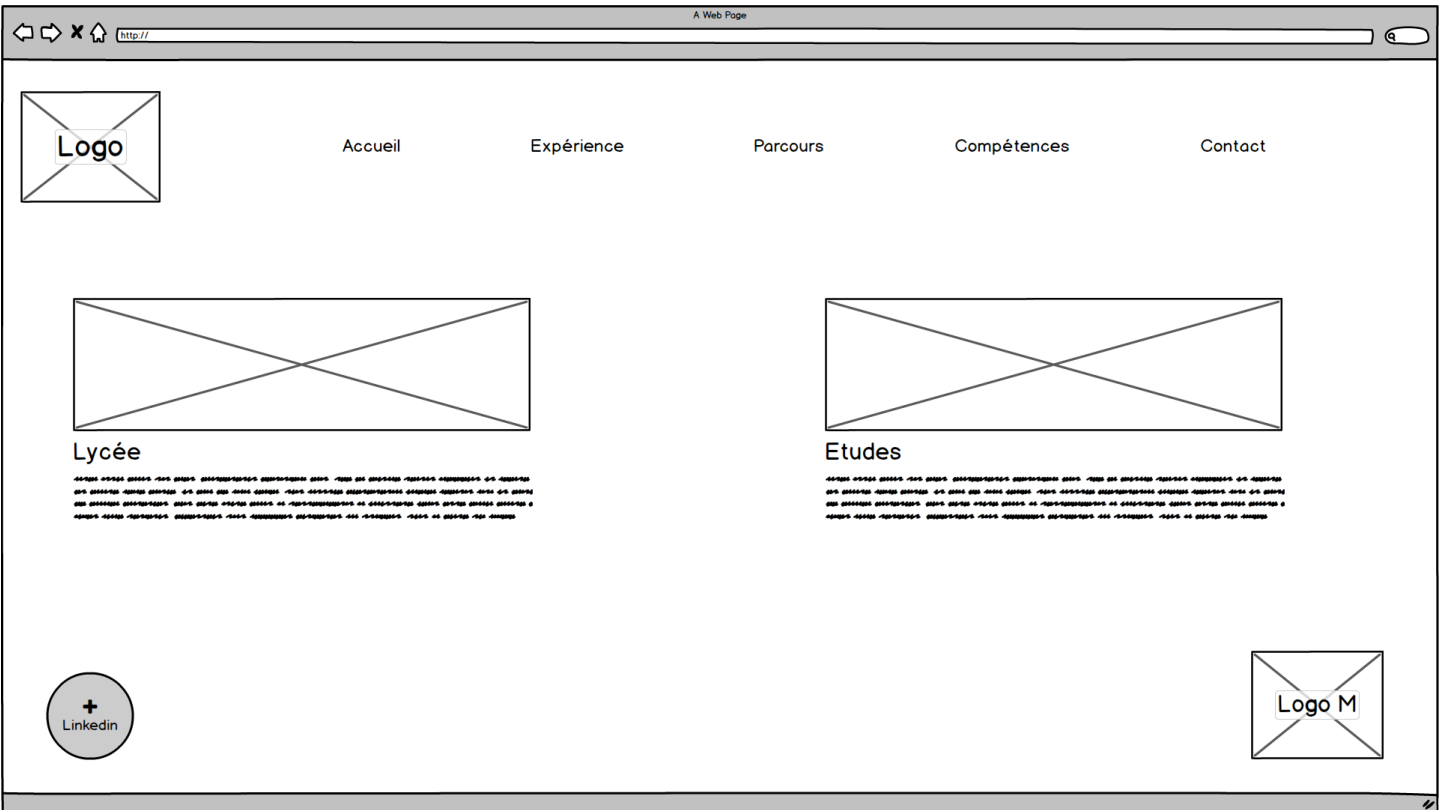 A Web Page
http://
Logo
Accueil
Expérience
Parcours
Compétences
Contact
Lycée
Etudes
Linkedin
Logo M